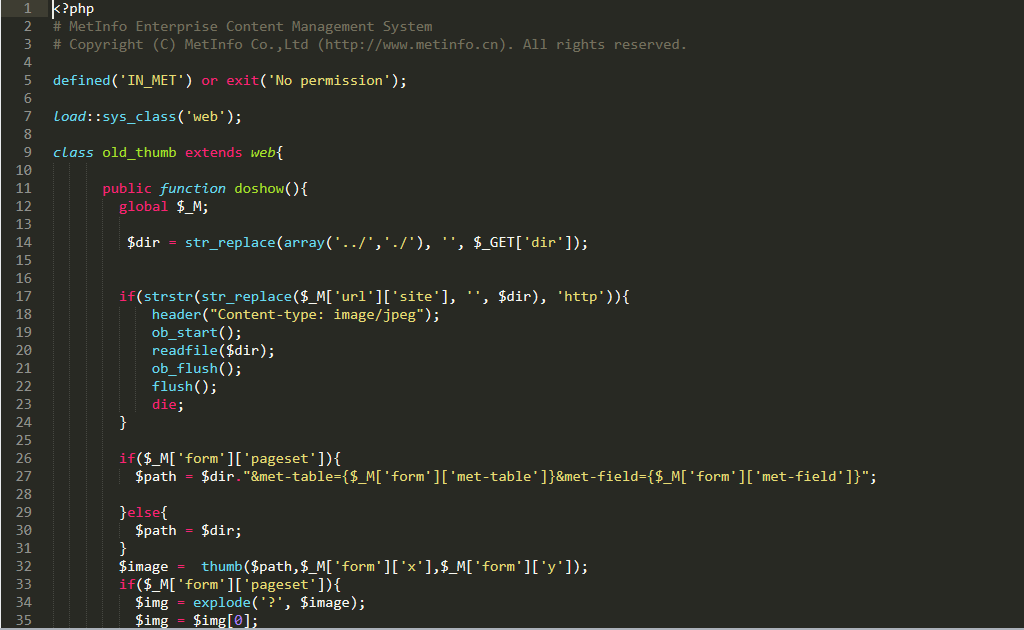 1 <?php
2 # MetInfo Enterprise Content Management System
3 # Copyright (C) MetInfo Co.,Ltd (http://www.metinfo.cn). All rights reserved.
4
5 defined('IN_MET') or exit('No permission');
6
7 load::sys_class('web');
8
9 class old_thumb extends web{
10
11 public function doshow(){
12 global $_M;
13
14 $dir = str_replace(array('../','./'), '', $_GET['dir']);
15
16
17 if(strstr(str_replace($_M['url']['site'], '', $dir), 'http')){
18 header("Content-type: image/jpeg");
19 ob_start();
20 readfile($dir);
21 ob_flush();
22 flush();
23 die;
24 }
25
26 if($_M['form']['pageset']){
27 $path = $dir."&met-table={$_M['form']['met-table']}&met-field={$_M['form']['met-field']}";
28
29 }else{
30 $path = $dir;
31 }
32 $image = thumb($path,$_M['form']['x'],$_M['form']['y']);
33 if($_M['form']['pageset']){
34 $img = explode('?', $image);
35 $img = $img[0];